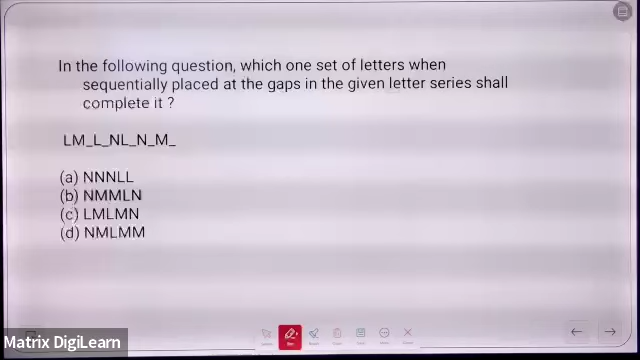 In the following question, which one set of letters when
sequentially placed at the gaps in the given letter series shall
complete it ?
LM_L_NL_N_M_
(a) NNNLL
(b) NMMLN
(c) LMLMN
(d) NMLMM
Matrix DigiLearn